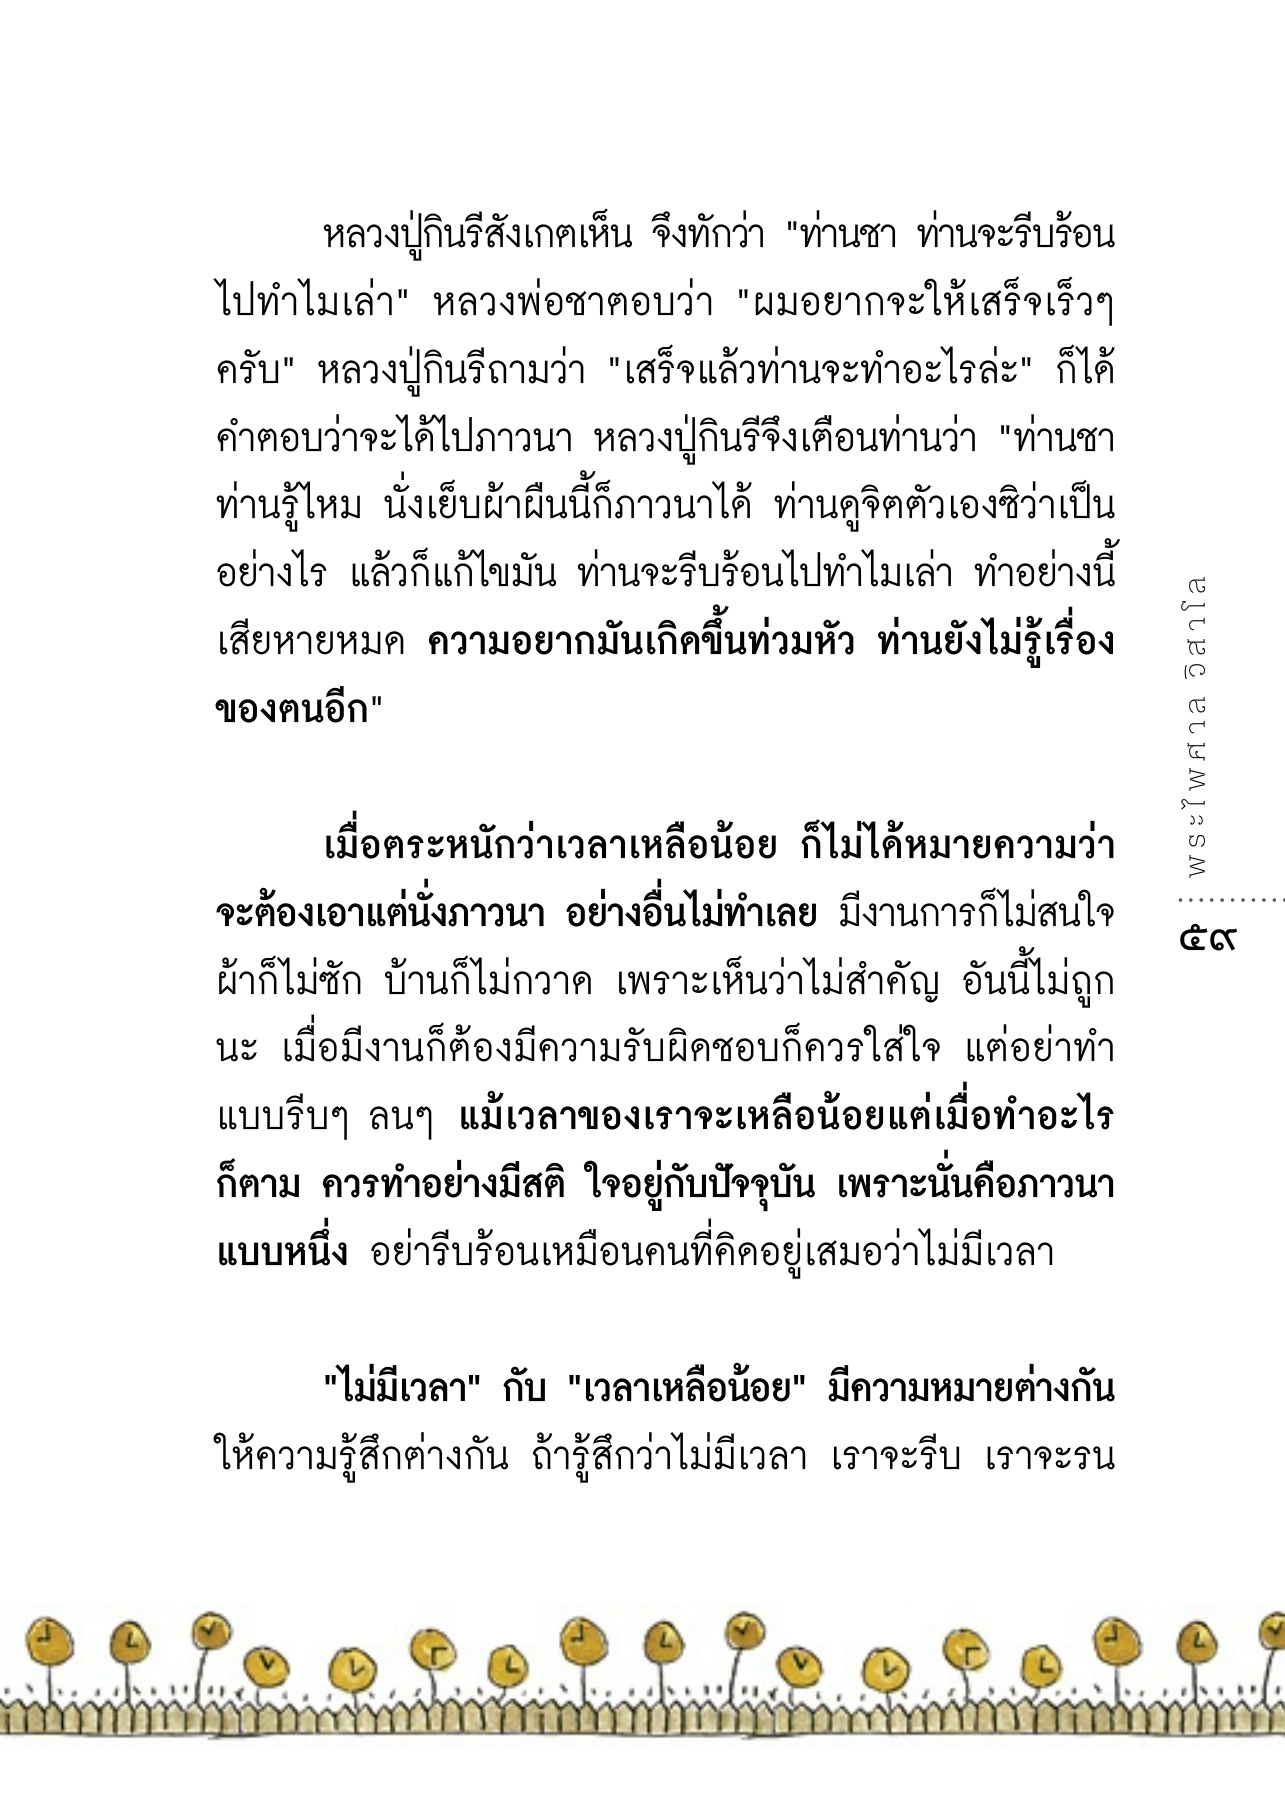 หลวงปู่กินรีสังเกตเห็น จึงทักว่า "ท่านชา ท่านจะรีบร้อน
ไปทำไมเล่า" หลวงพ่อชาตอบว่า "ผมอยากจะให้เสร็จเร็วๆ
ครับ" หลวงปู่กินรีถามว่า "เสร็จแล้วท่านจะทำอะไรล่ะ" ก็ได้
คำตอบว่าจะได้ไปภาวนา หลวงปู่กินรีจึงเตือนท่านว่า "ท่านชา
ท่านรู้ไหม นั่งเย็บผ้าผืนนี้ก็ภาวนาได้ ท่านดูจิตตัวเองซิว่าเป็น
อย่างไร แล้วก็แก้ไขมัน ท่านจะรีบร้อนไปทำไมเล่า ทำอย่างนี้
เสียหายหมด ความอยากมันเกิดขึ้นท่วมหัว ท่านยังไม่รู้เรื่อง
ของตนอีก"
เมื่อตระหนักว่าเวลาเหลือน้อย ก็ไม่ได้หมายความว่า
จะต้องเอาแต่นั่งภาวนา อย่างอื่นไม่ทำเลย มีงานการก็ไม่สนใจ
ผ้าก็ไม่ซัก บ้านก็ไม่กวาด เพราะเห็นว่าไม่สำคัญ อันนี้ไม่ถูก
นะ เมื่อมีงานก็ต้องมีความรับผิดชอบก็ควรใส่ใจ แต่อย่าทำ
แบบรีบๆ ลนๆ แม้เวลาของเราจะเหลือน้อยแต่เมื่อทำอะไร
ก็ตาม ควรทำอย่างมีสติ ใจอยู่กับปัจจุบัน เพราะนั่นคือภาวนา
แบบหนึ่ง อย่ารีบร้อนเหมือนคนที่คิดอยู่เสมอว่าไม่มีเวลา
"ไม่มีเวลา" กับ "เวลาเหลือน้อย" มีความหมายต่างกัน
ให้ความรู้สึกต่างกัน ถ้ารู้สึกว่าไม่มีเวลา เราจะรีบ เราจะรน
พระไพศาล วิสาโล
๕๙